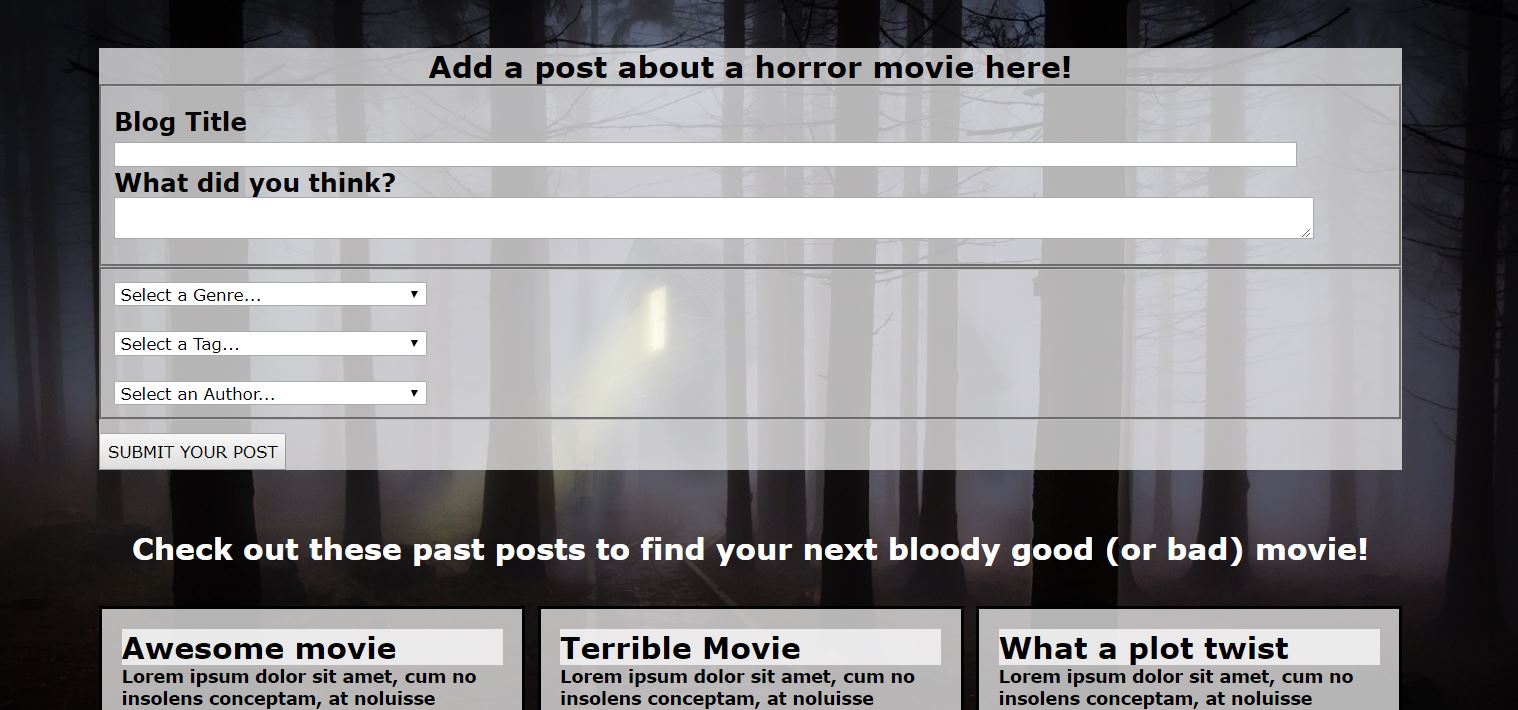 Add a post about a horror movie here!
Blog Title
What did you think?
Select a Genre...
Select a Tag...
Select an Author...
SUBMIT YOUR POST
Check out these past posts to find your next bloody good (or bad) movie!
Awesome movie
Lorem ipsum dolor sit amet, cum no
insolens conceptam, at noluisse
Terrible Movie
Lorem ipsum dolor sit amet, cum no
insolens conceptam, at noluisse
What a plot twist
Lorem ipsum dolor sit amet, cum no
insolens conceptam, at noluisse